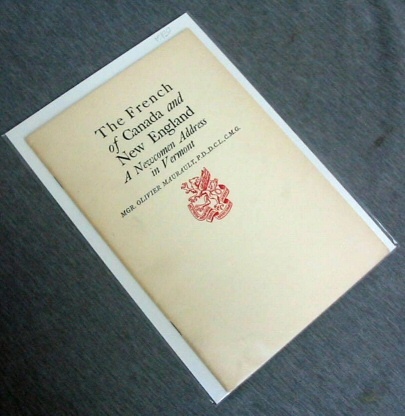 The French
of Canada and
New England
A Newcomen Address
in Vermont
MGR. OLIVIER MAURAULT, P.D., D.C.L., C.M.G.